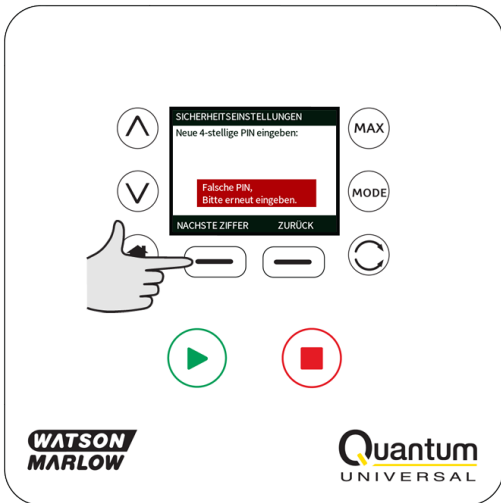 SICHERHEITSEINSTELLUNGEN
Neue 4-stellige PIN eingeben:
Falsche PIN,
Bitte erneut eingeben.
NACHSTE ZIFFER ZURÜCK
MAX
MODE
WATSON
MARLOW
Quantum
UNIVERSAL